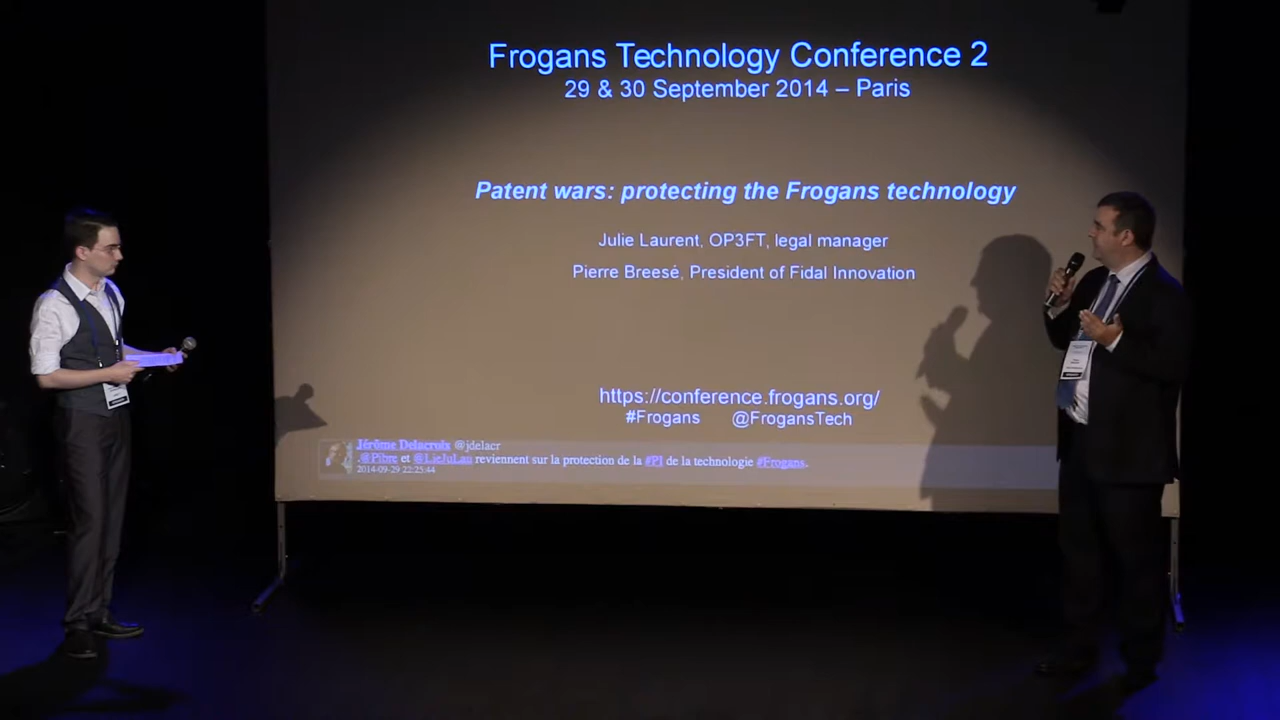 Frogans Technology Conference 2
29 & 30 September 2014 – Paris
Patent wars: protecting the Frogans technology
Julie Laurent, OP3FT, legal manager
Pierre Breesé, President of Fidal Innovation
https://conference.frogans.org/
#Frogans @FrogansTech
Jérôme Delacroix @jdelacr
.@Pibre et @LieJuLau reviennent sur la protection de la #PI de la technologie #Frogans.
2014-09-29 22:25:44